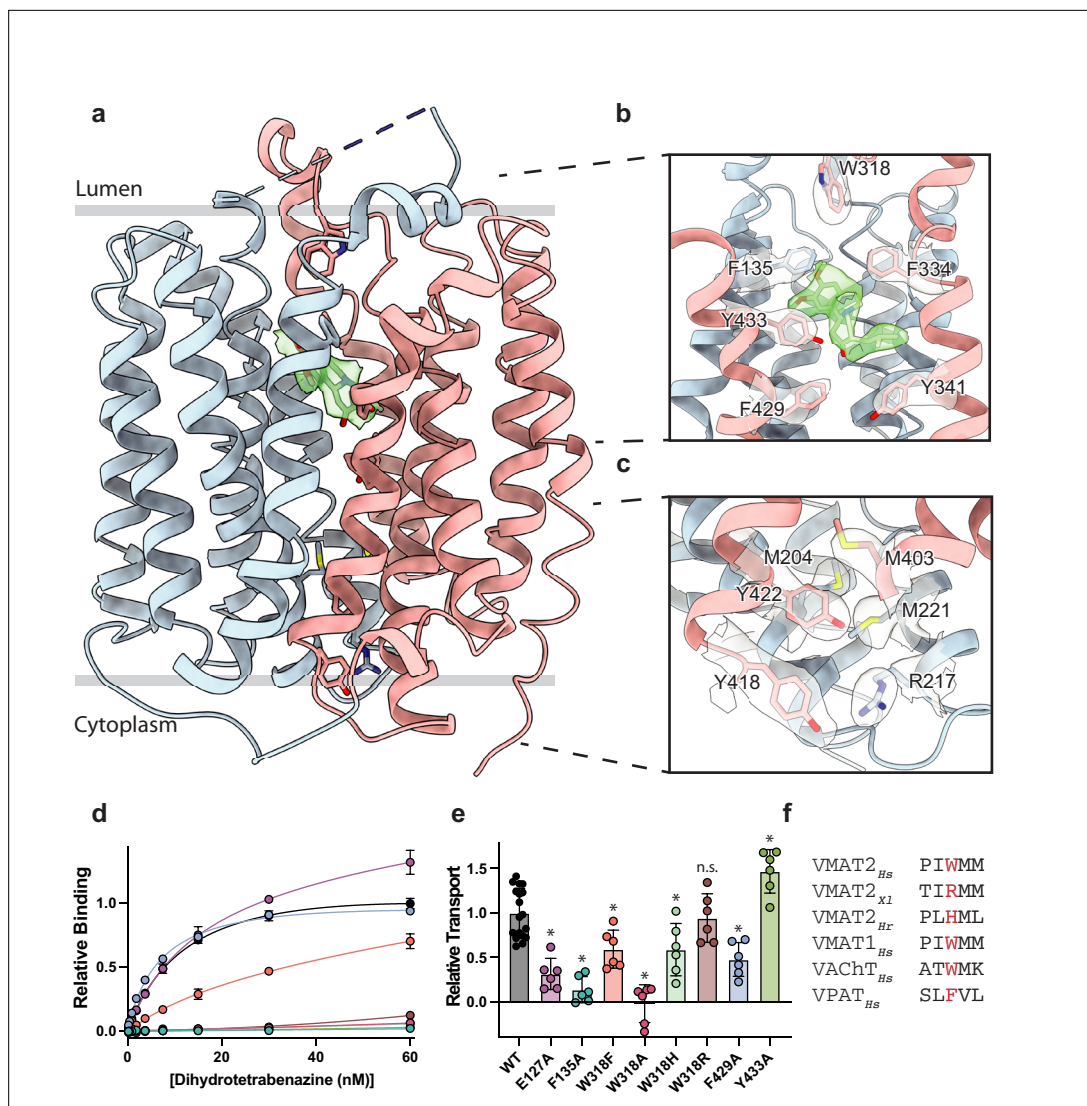 a
Lumen
Cytoplasm
b
W318
F135
F334
Y433
Y341
F429
c
M204
M403
Y422
M221
Y418
R217
d
Relative Binding
1.0
0.5
0.0
0 20 40 60
[Dihydrotetrabenazine (nM)]
e
Relative Transport
1.5
1.0
0.5
0.0
* * * * * n.s. * *
WT E127A F135A W318F W318A W318H W318R F429A Y433A
f
VMAT2Hs PIWMM
VMAT2Xl TIRMM
VMAT2Hr PLHML
VMAT1Hs PIWMM
VAChTHs ATWMK
VPATHs SLFVL